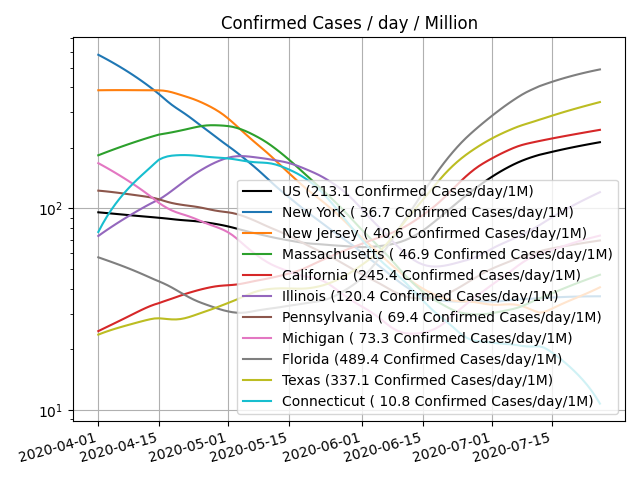 Confirmed Cases / day / Million
10²
10¹
US (213.1 Confirmed Cases/day/1M)
New York ( 36.7 Confirmed Cases/day/1M)
New Jersey ( 40.6 Confirmed Cases/day/1M)
Massachusetts ( 46.9 Confirmed Cases/day/1M)
California (245.4 Confirmed Cases/day/1M)
Illinois (120.4 Confirmed Cases/day/1M)
Pennsylvania ( 69.4 Confirmed Cases/day/1M)
Michigan ( 73.3 Confirmed Cases/day/1M)
Florida (489.4 Confirmed Cases/day/1M)
Texas (337.1 Confirmed Cases/day/1M)
Connecticut ( 10.8 Confirmed Cases/day/1M)
2020-04-01
2020-04-15
2020-05-01
2020-05-15
2020-06-01
2020-06-15
2020-07-01
2020-07-15